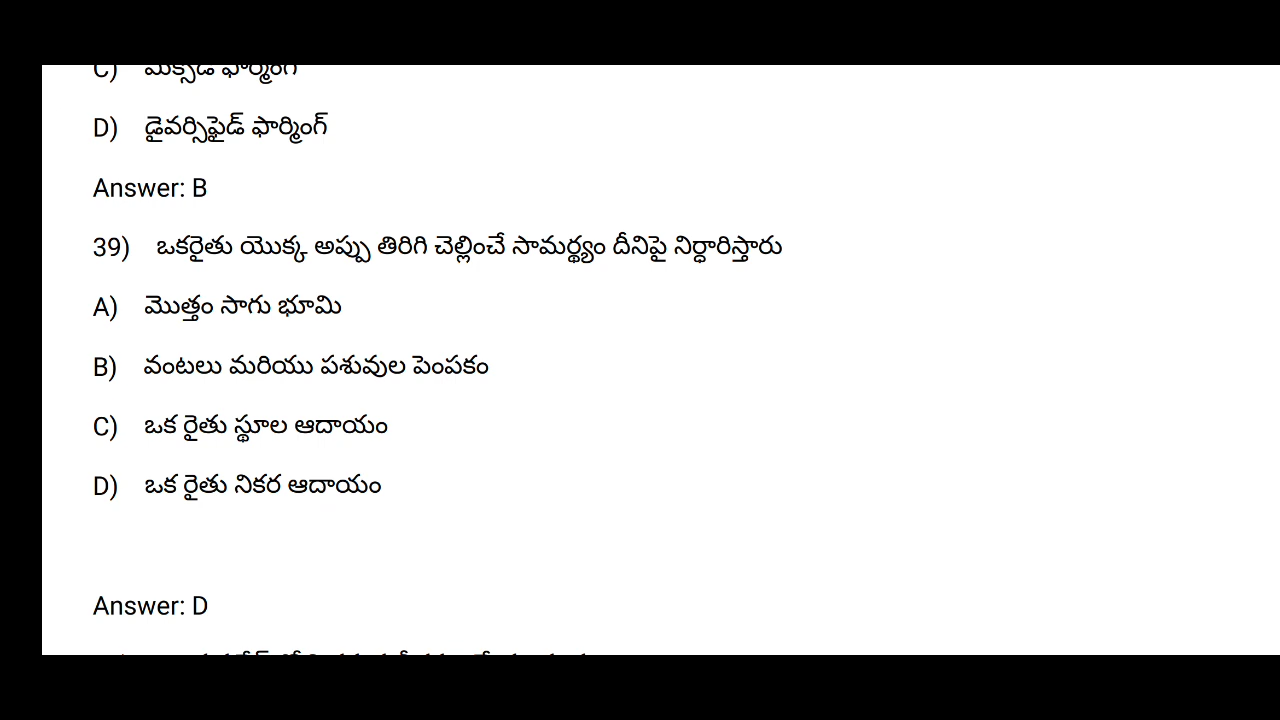 C) మిక్స్‌డ్ ఫార్మింగ్
D) డైవర్సిఫైడ్ ఫార్మింగ్
Answer: B
39) ఒకరైతు యొక్క అప్పు తిరిగి చెల్లించే సామర్థ్యం దీనిపై నిర్ధారిస్తారు
A) మొత్తం సాగు భూమి
B) వంటలు మరియు పశువుల పెంపకం
C) ఒక రైతు స్థూల ఆదాయం
D) ఒక రైతు నికర ఆదాయం
Answer: D